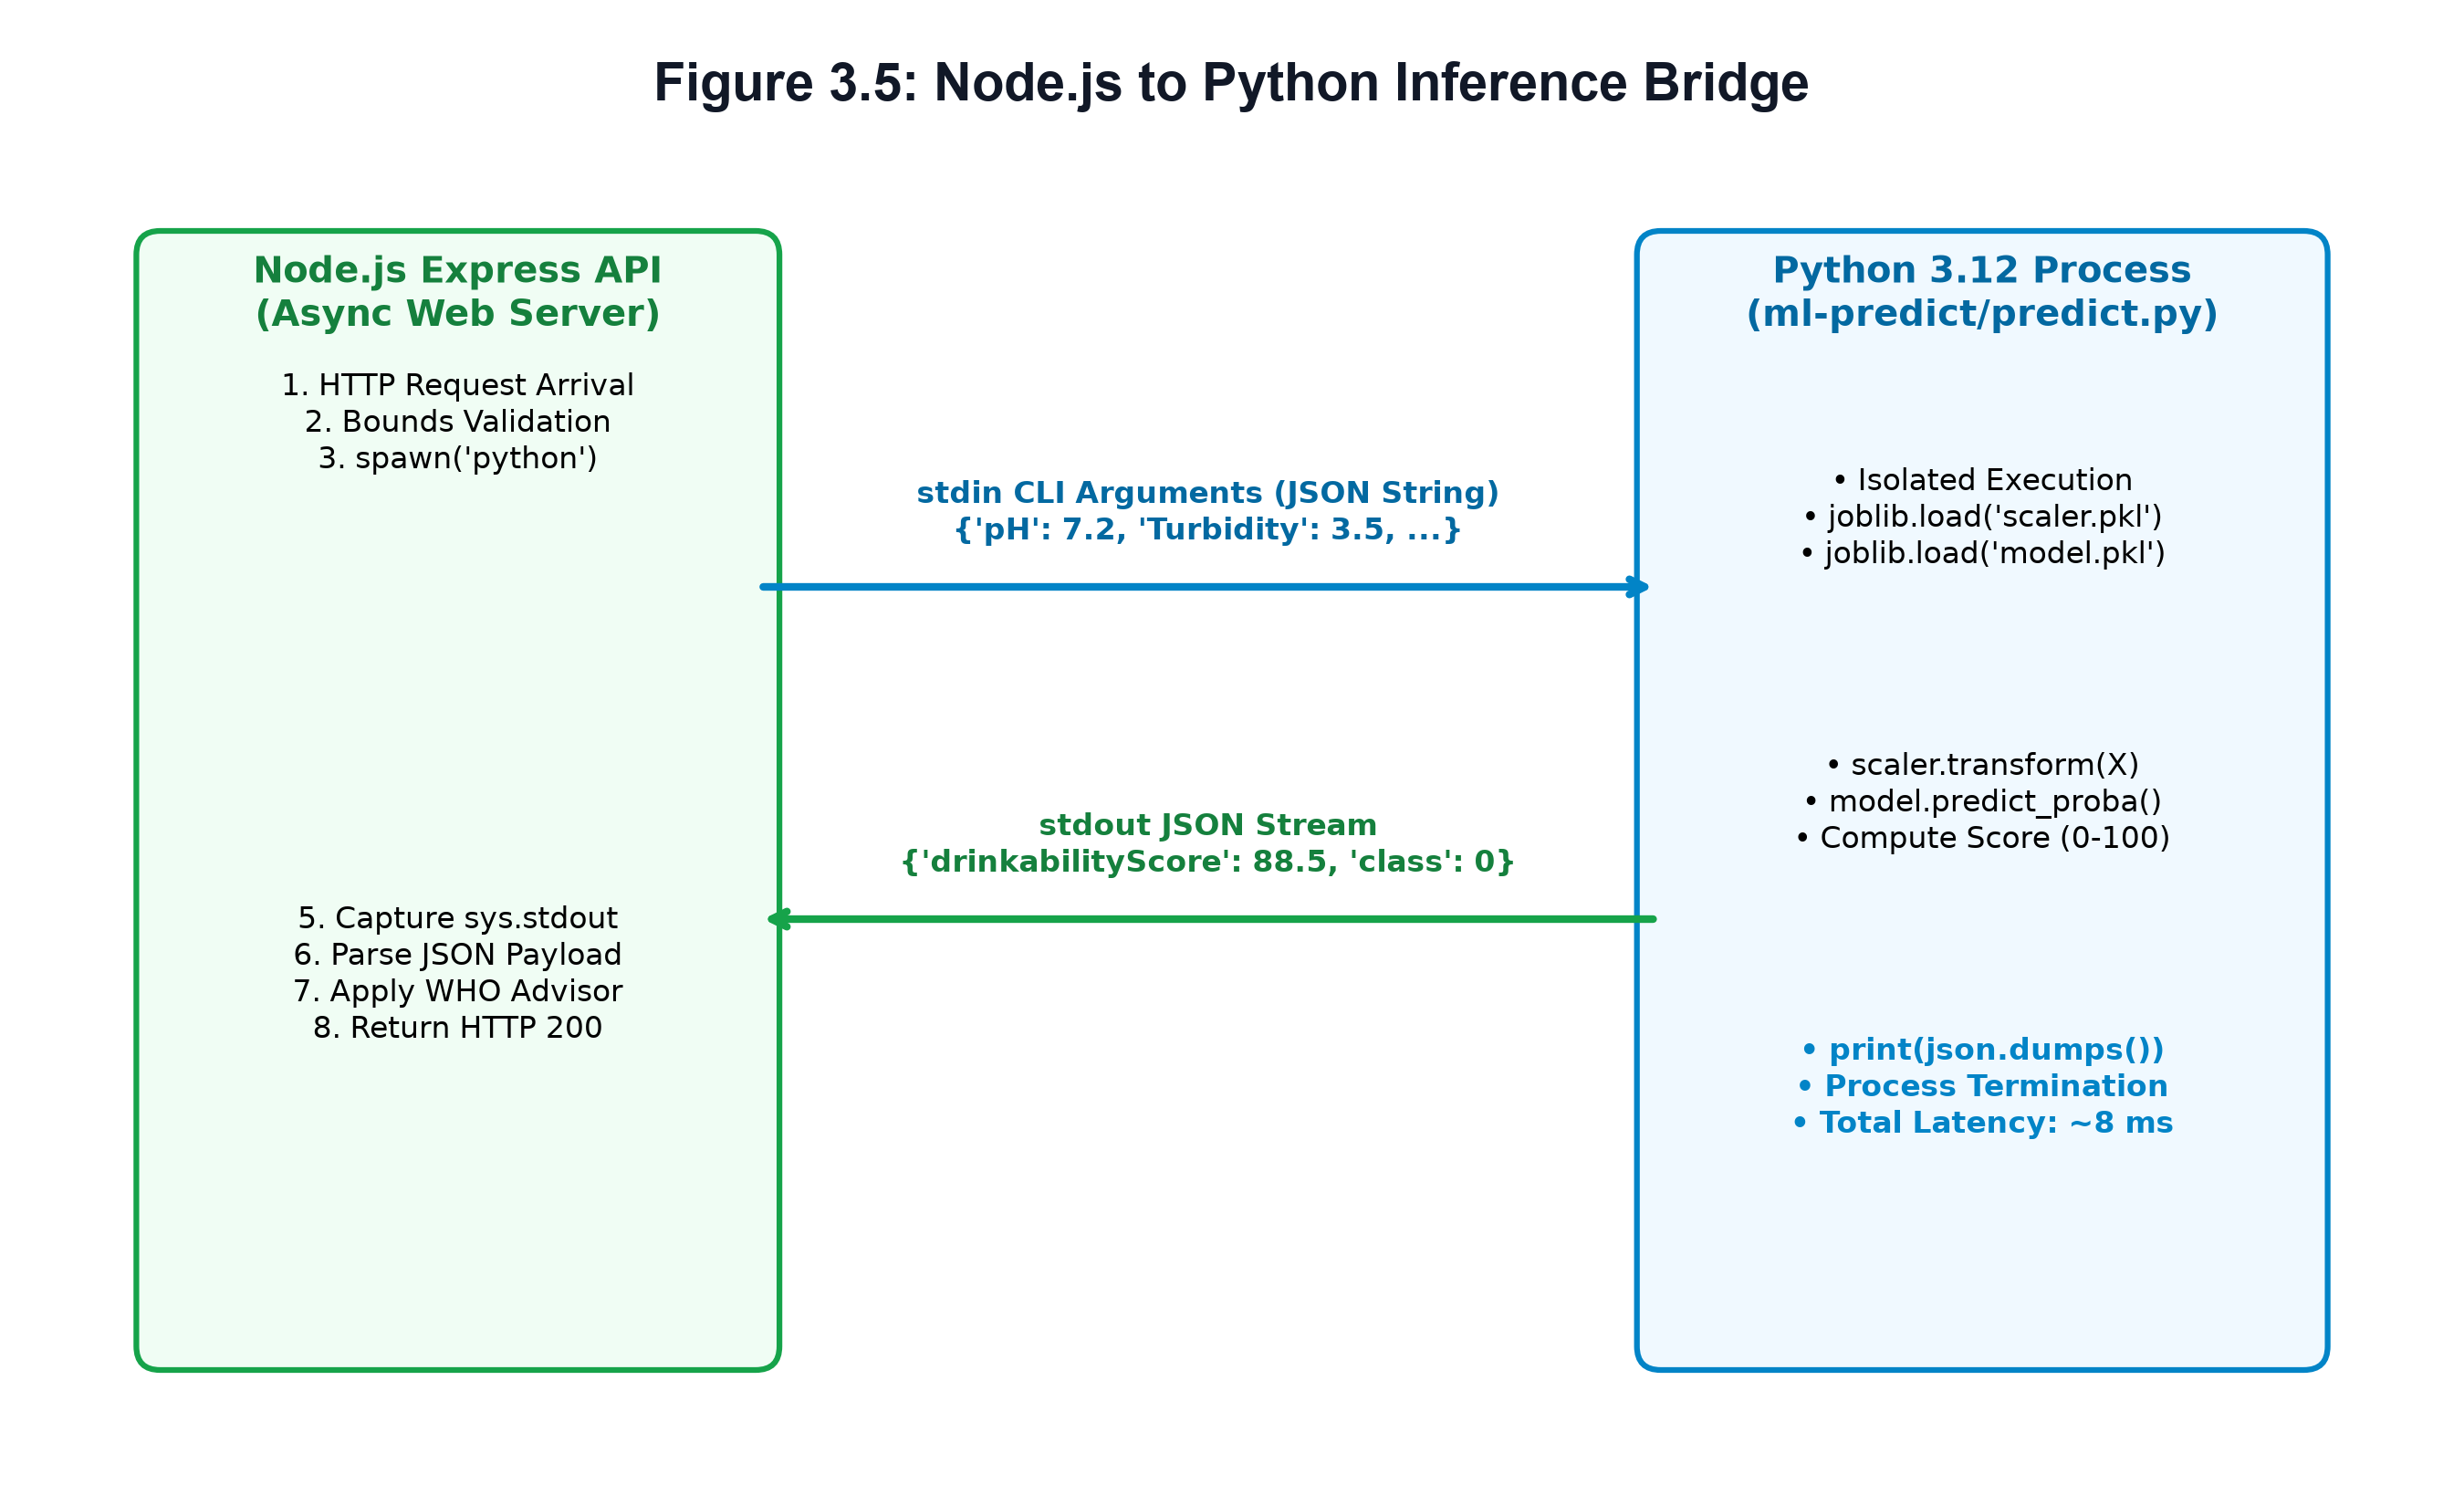 Figure 3.5: Node.js to Python Inference Bridge
Node.js Express API
(Async Web Server)
1. HTTP Request Arrival
2. Bounds Validation
3. spawn('python')
stdin CLI Arguments (JSON String)
{'pH': 7.2, 'Turbidity': 3.5, ...}
Python 3.12 Process
(ml-predict/predict.py)
• Isolated Execution
• joblib.load('scaler.pkl')
• joblib.load('model.pkl')
• scaler.transform(X)
• model.predict_proba()
• Compute Score (0-100)
• print(json.dumps())
• Process Termination
• Total Latency: ~8 ms
stdout JSON Stream
{'drinkabilityScore': 88.5, 'class': 0}
5. Capture sys.stdout
6. Parse JSON Payload
7. Apply WHO Advisor
8. Return HTTP 200